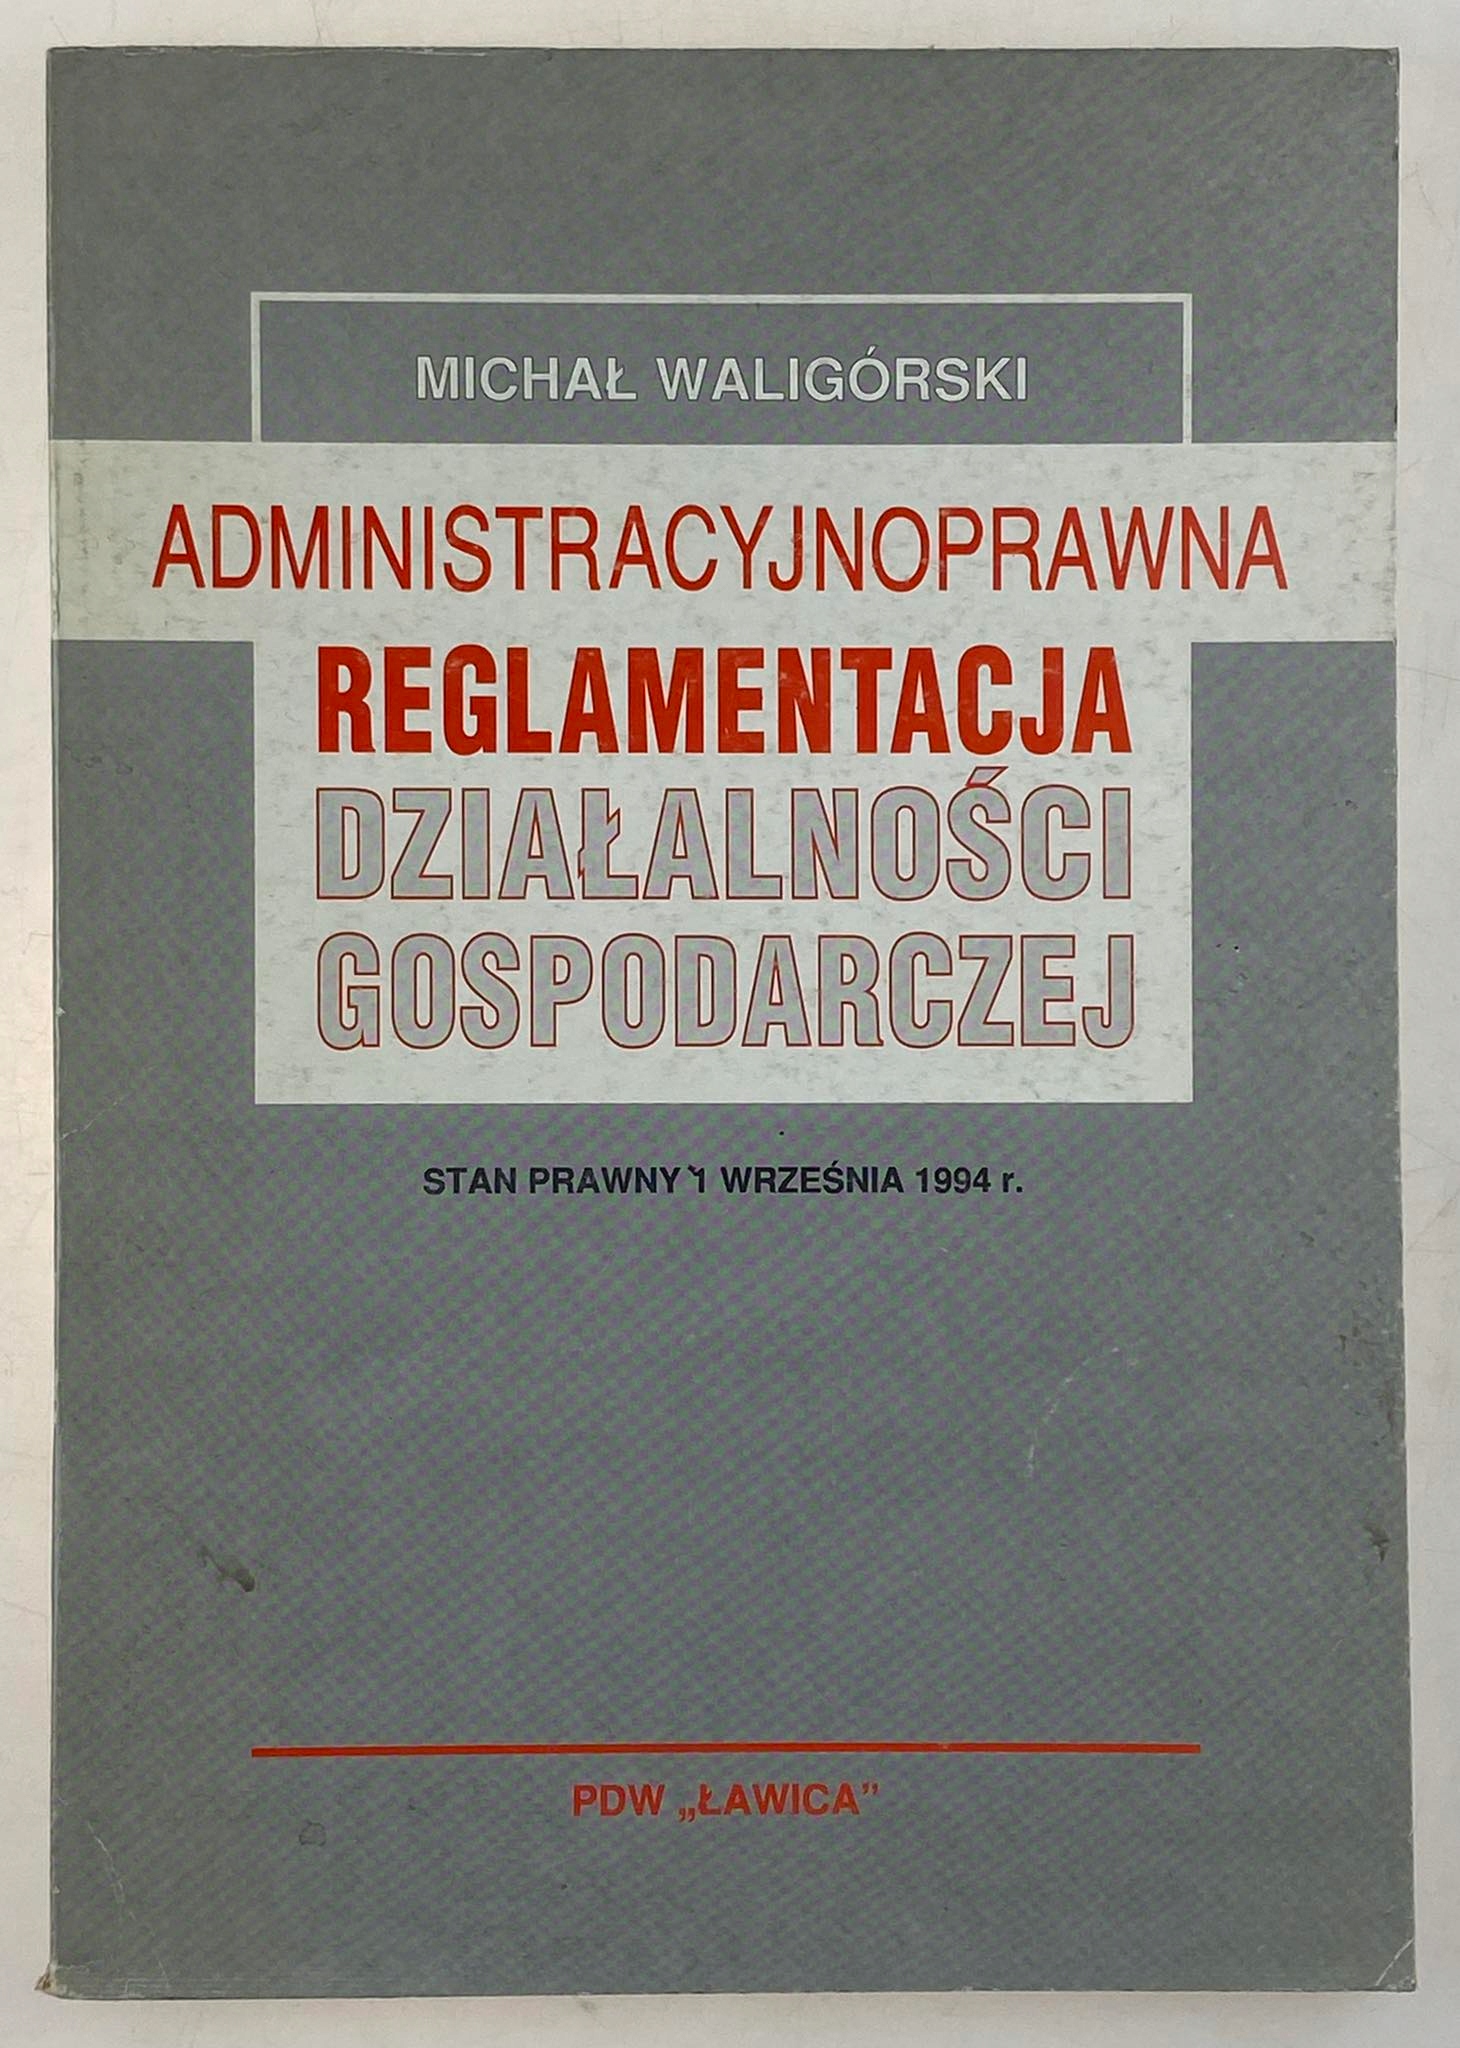 MICHAŁ WALIGÓRSKI
ADMINISTRACYJNOPRAWNA
REGLAMENTACJA
DZIAŁALNOŚCI
GOSPODARCZEJ
STAN PRAWNY 1 WRZEŚNIA 1994 r.
PDW „ŁAWICA”